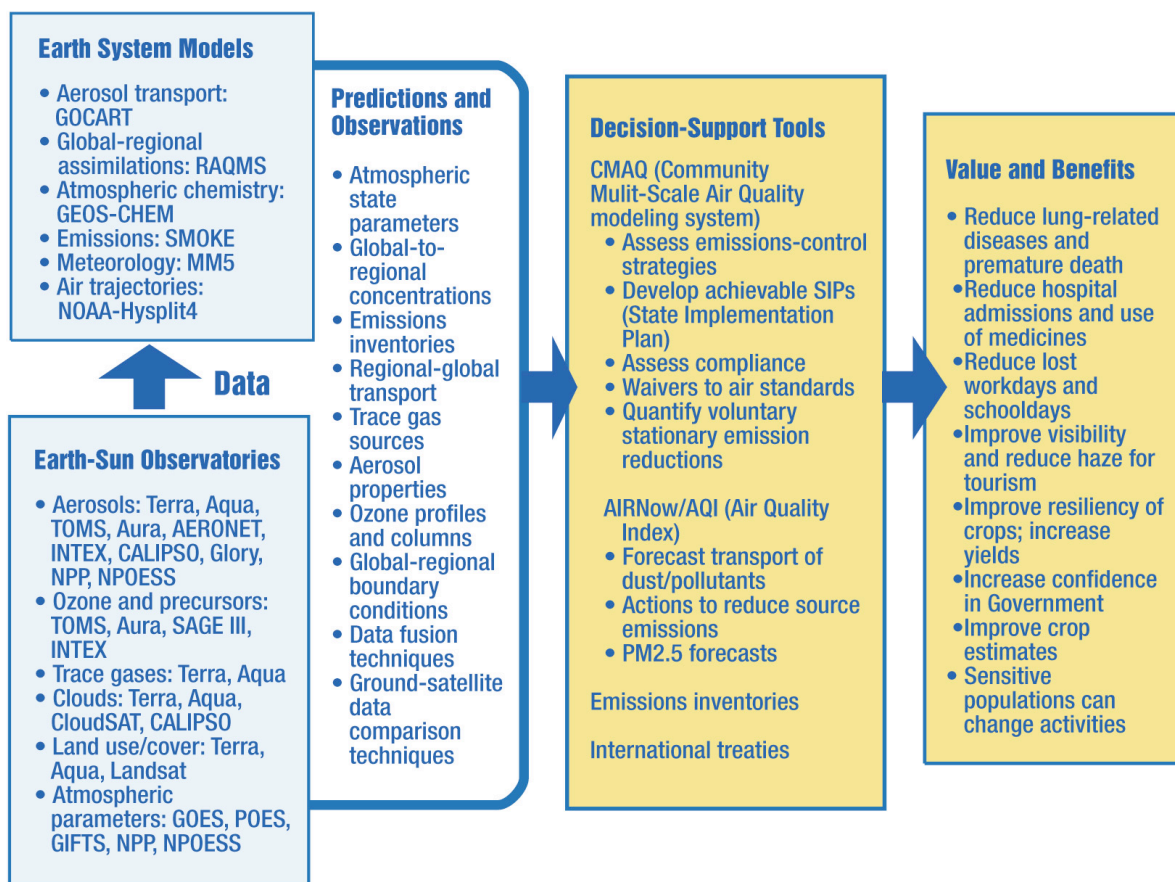 Earth System Models
• Aerosol transport:
GOCART
• Global-regional
assimilations: RAQMS
• Atmospheric chemistry:
GEOS-CHEM
• Emissions: SMOKE
• Meteorology: MM5
• Air trajectories:
NOAA-Hysplit4
Data
Earth-Sun Observatories
• Aerosols: Terra, Aqua,
TOMS, Aura, AERONET,
INTEX, CALIPSO, Glory,
NPP, NPOESS
• Ozone and precursors:
TOMS, Aura, SAGE III,
INTEX
• Trace gases: Terra, Aqua
• Clouds: Terra, Aqua,
CloudSAT, CALIPSO
• Land use/cover: Terra,
Aqua, Landsat
• Atmospheric
parameters: GOES, POES,
GIFTS, NPP, NPOESS
Predictions and
Observations
• Atmospheric
state
parameters
• Global-to-
regional
concentrations
• Emissions
inventories
• Regional-global
transport
• Trace gas
sources
• Aerosol
properties
• Ozone profiles
and columns
• Global-regional
boundary
conditions
• Data fusion
techniques
• Ground-satellite
data
comparison
techniques
Decision-Support Tools
CMAQ (Community
Mulit-Scale Air Quality
modeling system)
• Assess emissions-control
strategies
• Develop achievable SIPs
(State Implementation
Plan)
• Assess compliance
• Waivers to air standards
• Quantify voluntary
stationary emission
reductions
AIRNow/AQI (Air Quality
Index)
• Forecast transport of
dust/pollutants
• Actions to reduce source
emissions
• PM2.5 forecasts
Emissions inventories
International treaties
Value and Benefits
• Reduce lung-related
diseases and
premature death
•Reduce hospital
admissions and use
of medicines
•Reduce lost
workdays and
schooldays
•Improve visibility
and reduce haze for
tourism
•Improve resiliency of
crops; increase
yields
•Increase confidence
in Government
•Improve crop
estimates
• Sensitive
populations can
change activities